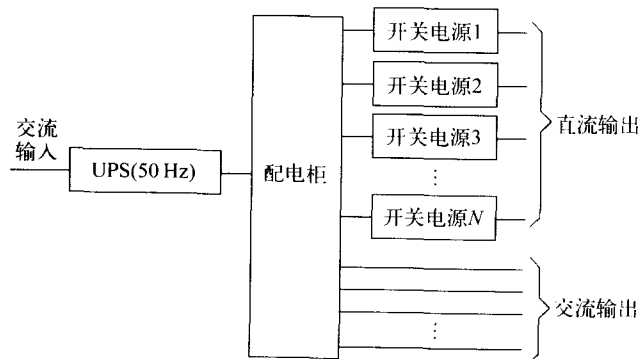 交流
输入
UPS(50 Hz)
配电柜
开关电源1
开关电源2
开关电源3
⋮
开关电源N
直流输出
⋮
交流输出